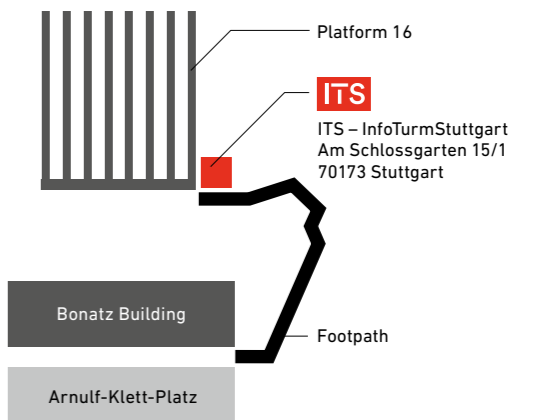 Platform 16
ITS
ITS – InfoTurmStuttgart
Am Schlossgarten 15/1
70173 Stuttgart
Bonatz Building
Footpath
Arnulf-Klett-Platz